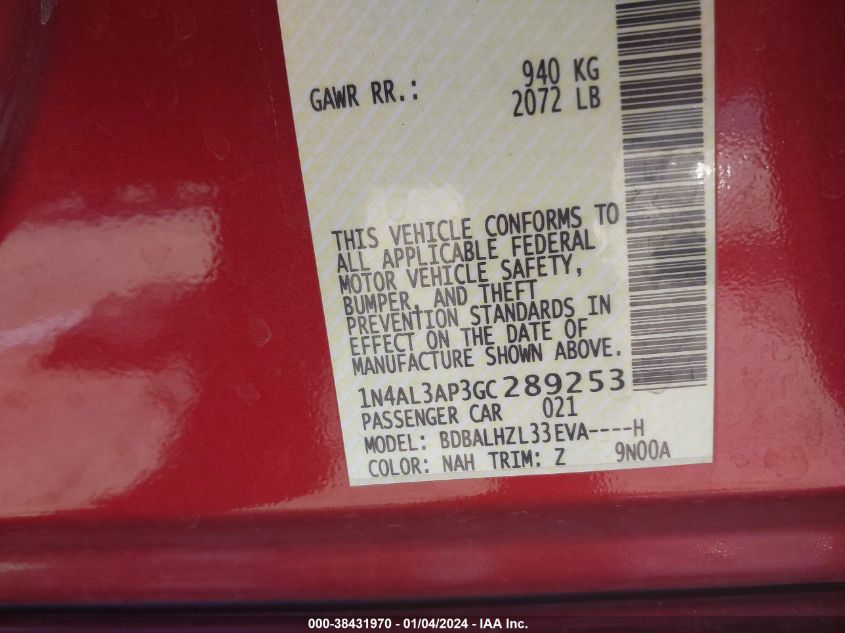 GAWR RR.: 940 KG
2072 LB
THIS VEHICLE CONFORMS TO
ALL APPLICABLE FEDERAL
MOTOR VEHICLE SAFETY,
BUMPER, AND THEFT
PREVENTION STANDARDS IN
EFFECT ON THE DATE OF
MANUFACTURE SHOWN ABOVE.
1N4AL3AP3GC289253
PASSENGER CAR 021
MODEL: BDBALHZL33EVA----H
COLOR: NAH TRIM: Z 9N00A
000-38431970 - 01/04/2024 - IAA Inc.